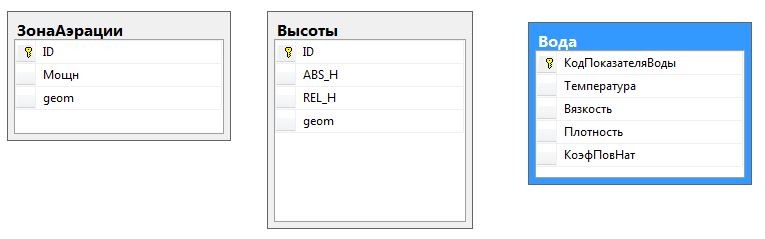 ЗонаАэрации
ID
Мощн
geom
Высоты
ID
ABS_H
REL_H
geom
Вода
КодПоказателяВоды
Температура
Вязкость
Плотность
КоэфПовНат